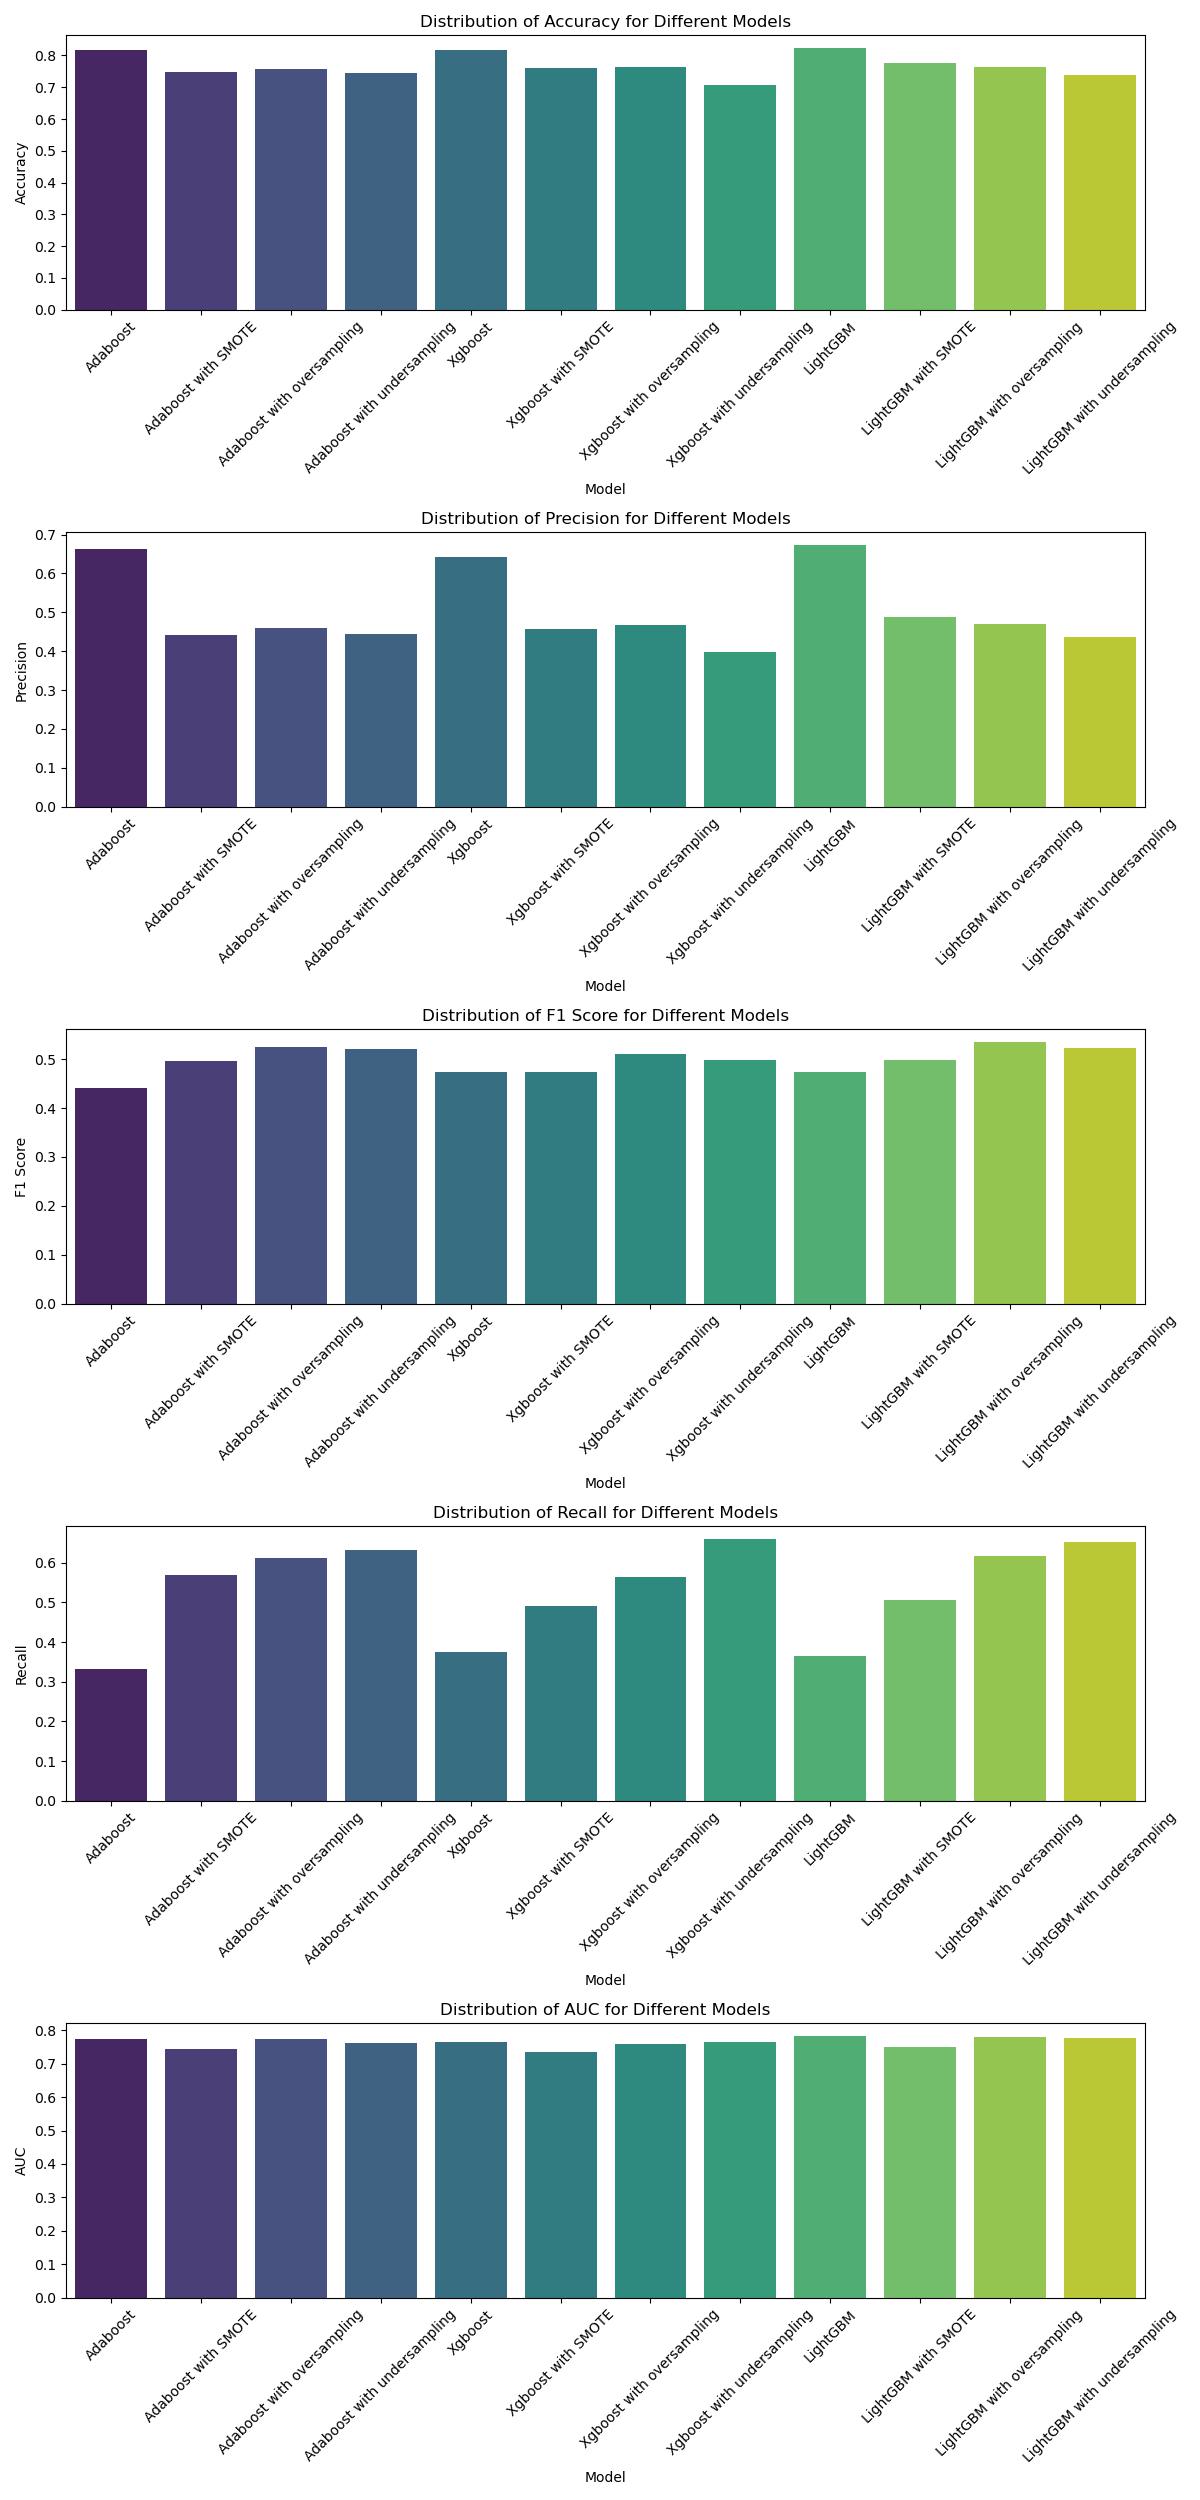 Distribution of Accuracy for Different Models
0.8
0.7
0.6
0.5
0.4
0.3
0.2
0.1
0.0
Accuracy
Adaboost
Adaboost with SMOTE
Adaboost with oversampling
Adaboost with undersampling
Xgboost
Xgboost with SMOTE
Xgboost with oversampling
Xgboost with undersampling
LightGBM
LightGBM with SMOTE
LightGBM with oversampling
LightGBM with undersampling
Model
Distribution of Precision for Different Models
0.7
0.6
0.5
0.4
0.3
0.2
0.1
0.0
Precision
Adaboost
Adaboost with SMOTE
Adaboost with oversampling
Adaboost with undersampling
Xgboost
Xgboost with SMOTE
Xgboost with oversampling
Xgboost with undersampling
LightGBM
LightGBM with SMOTE
LightGBM with oversampling
LightGBM with undersampling
Model
Distribution of F1 Score for Different Models
0.5
0.4
0.3
0.2
0.1
0.0
F1 Score
Adaboost
Adaboost with SMOTE
Adaboost with oversampling
Adaboost with undersampling
Xgboost
Xgboost with SMOTE
Xgboost with oversampling
Xgboost with undersampling
LightGBM
LightGBM with SMOTE
LightGBM with oversampling
LightGBM with undersampling
Model
Distribution of Recall for Different Models
0.6
0.5
0.4
0.3
0.2
0.1
0.0
Recall
Adaboost
Adaboost with SMOTE
Adaboost with oversampling
Adaboost with undersampling
Xgboost
Xgboost with SMOTE
Xgboost with oversampling
Xgboost with undersampling
LightGBM
LightGBM with SMOTE
LightGBM with oversampling
LightGBM with undersampling
Model
Distribution of AUC for Different Models
0.8
0.7
0.6
0.5
0.4
0.3
0.2
0.1
0.0
AUC
Adaboost
Adaboost with SMOTE
Adaboost with oversampling
Adaboost with undersampling
Xgboost
Xgboost with SMOTE
Xgboost with oversampling
Xgboost with undersampling
LightGBM
LightGBM with SMOTE
LightGBM with oversampling
LightGBM with undersampling
Model